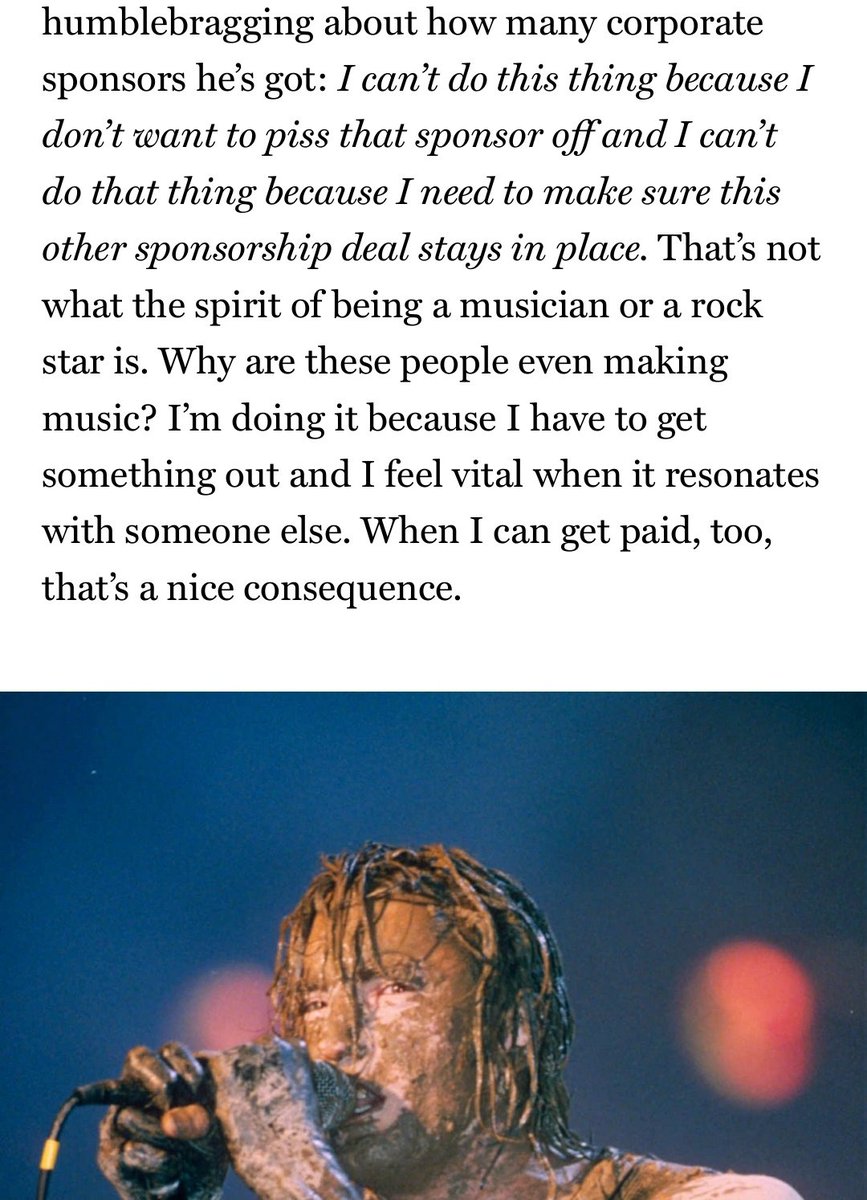 humblebragging about how many corporate
sponsors he’s got: I can’t do this thing because I
don’t want to piss that sponsor off and I can’t
do that thing because I need to make sure this
other sponsorship deal stays in place. That’s not
what the spirit of being a musician or a rock
star is. Why are these people even making
music? I’m doing it because I have to get
something out and I feel vital when it resonates
with someone else. When I can get paid, too,
that’s a nice consequence.